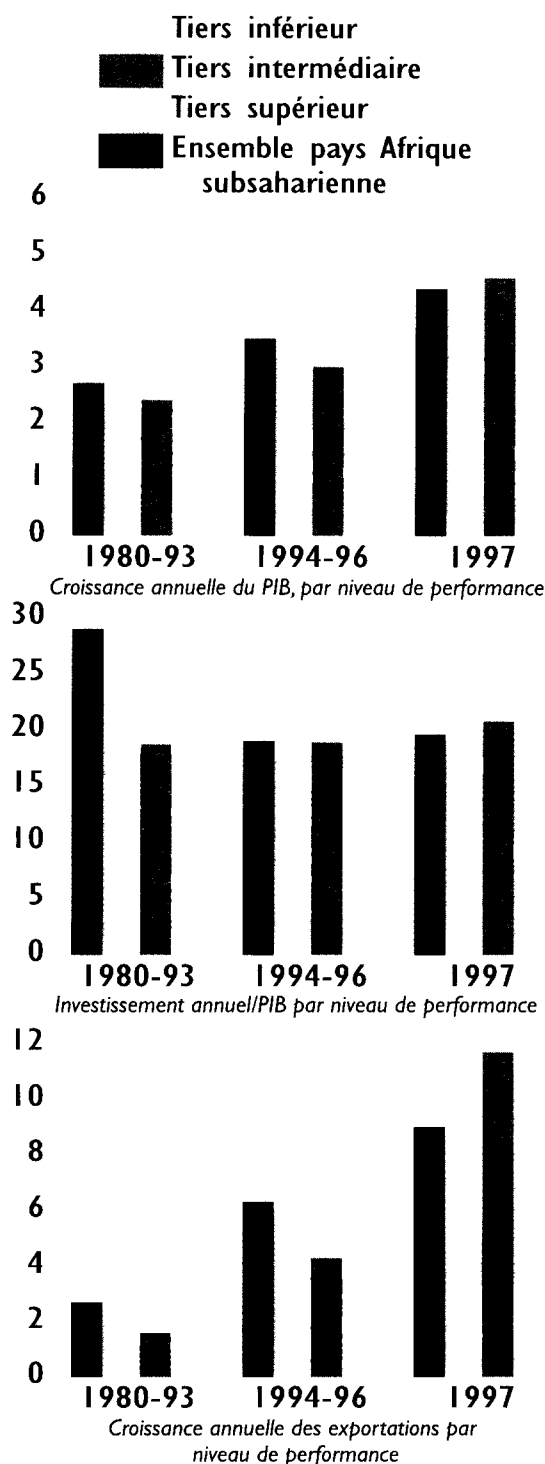 Tiers inférieur
Tiers intermédiaire
Tiers supérieur
Ensemble pays Afrique
subsaharienne
6
5
4
3
2
1
0
1980-93 1994-96 1997
Croissance annuelle du PIB, par niveau de performance
30
25
20
15
10
5
0
1980-93 1994-96 1997
Investissement annuel/PIB par niveau de performance
12
10
8
6
4
2
0
1980-93 1994-96 1997
Croissance annuelle des exportations par
niveau de performance